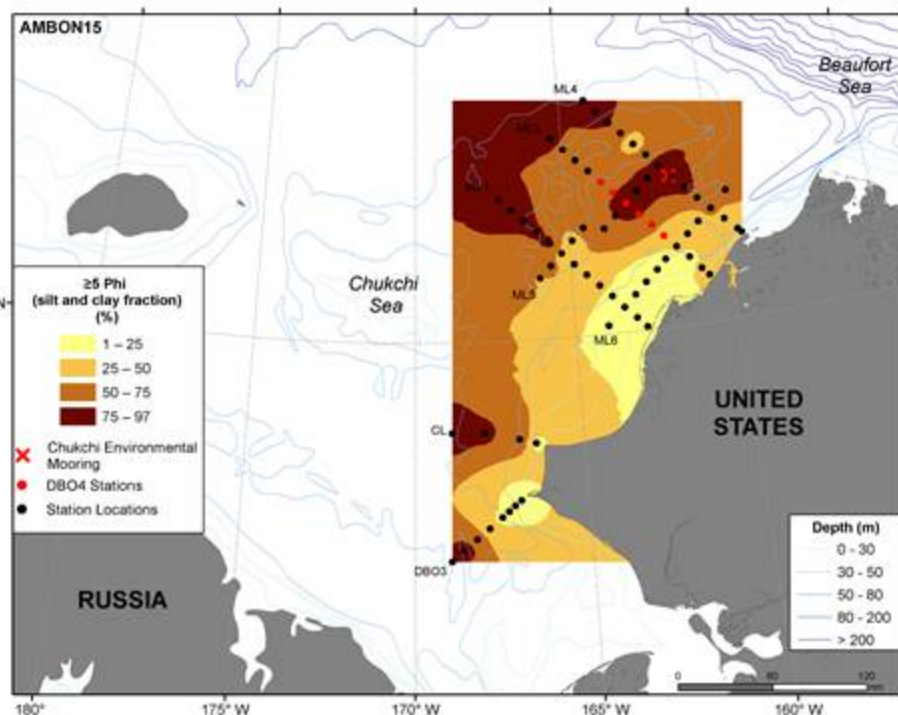 AMBON15
Beaufort
Sea
ML4
Chukchi
Sea
N
≥5 Phi
(silt and clay fraction)
(%)
1 – 25
25 – 50
50 – 75
75 – 97
Chukchi Environmental
Mooring
DBO4 Stations
Station Locations
ML5
ML6
CL
UNITED
STATES
DBO3
RUSSIA
Depth (m)
0 - 30
30 - 50
50 - 80
80 - 200
> 200
0
60
120
180°
175° W
170° W
165° W
160° W